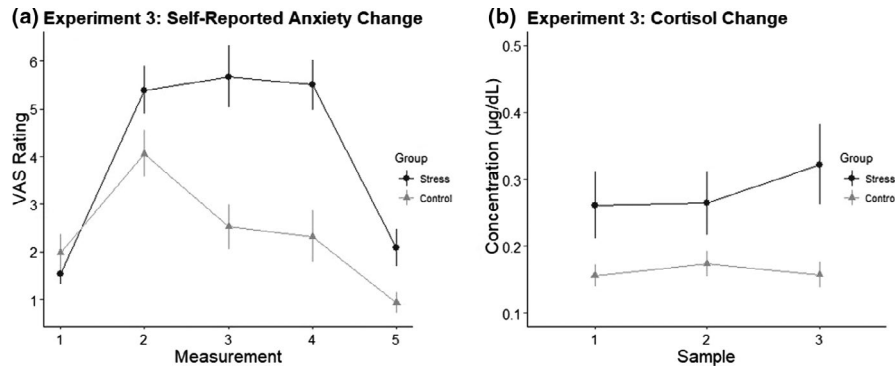 (a) Experiment 3: Self-Reported Anxiety Change
VAS Rating
6
5
4
3
2
1
1 2 3 4 5
Measurement
Group
Stress
Control
(b) Experiment 3: Cortisol Change
Concentration (µg/dL)
0.5
0.4
0.3
0.2
0.1
1 2 3
Sample
Group
Stress
Control